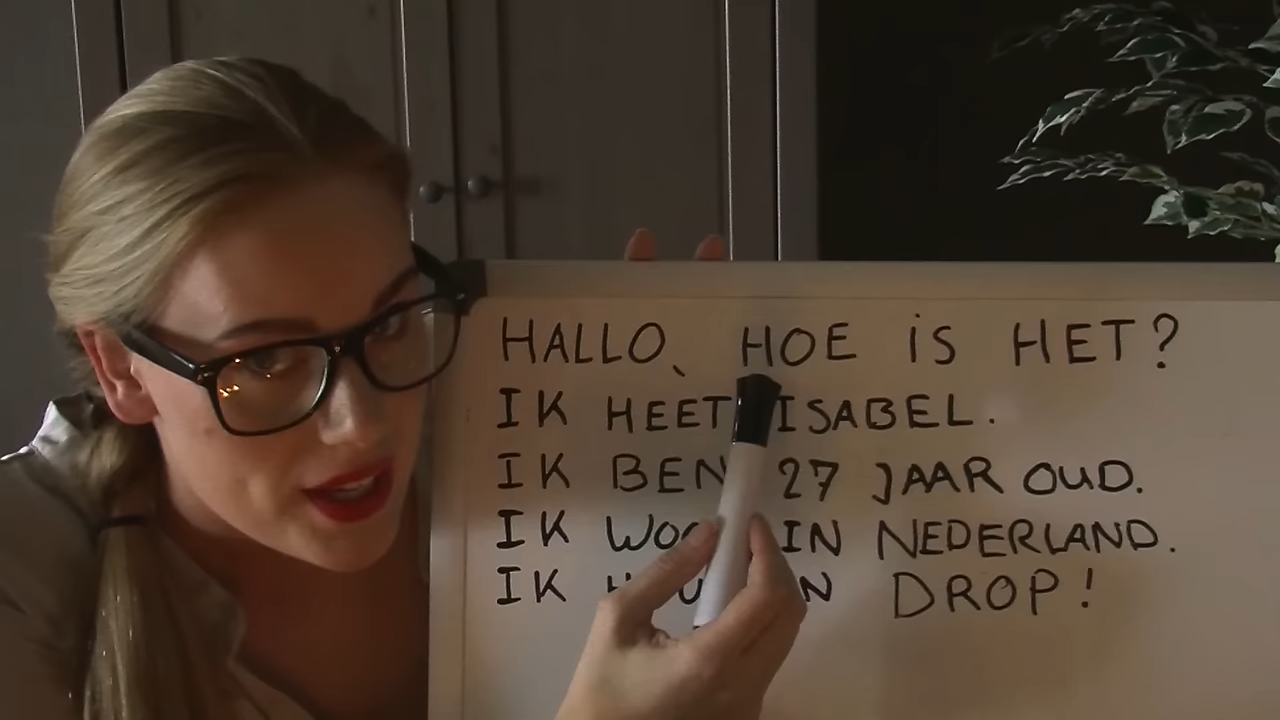 HALLO, HOE iS HET?
IK HEET ISABEL.
IK BEN 27 JAAR OUD.
IK IN NEDERLAND.
IK DROP!